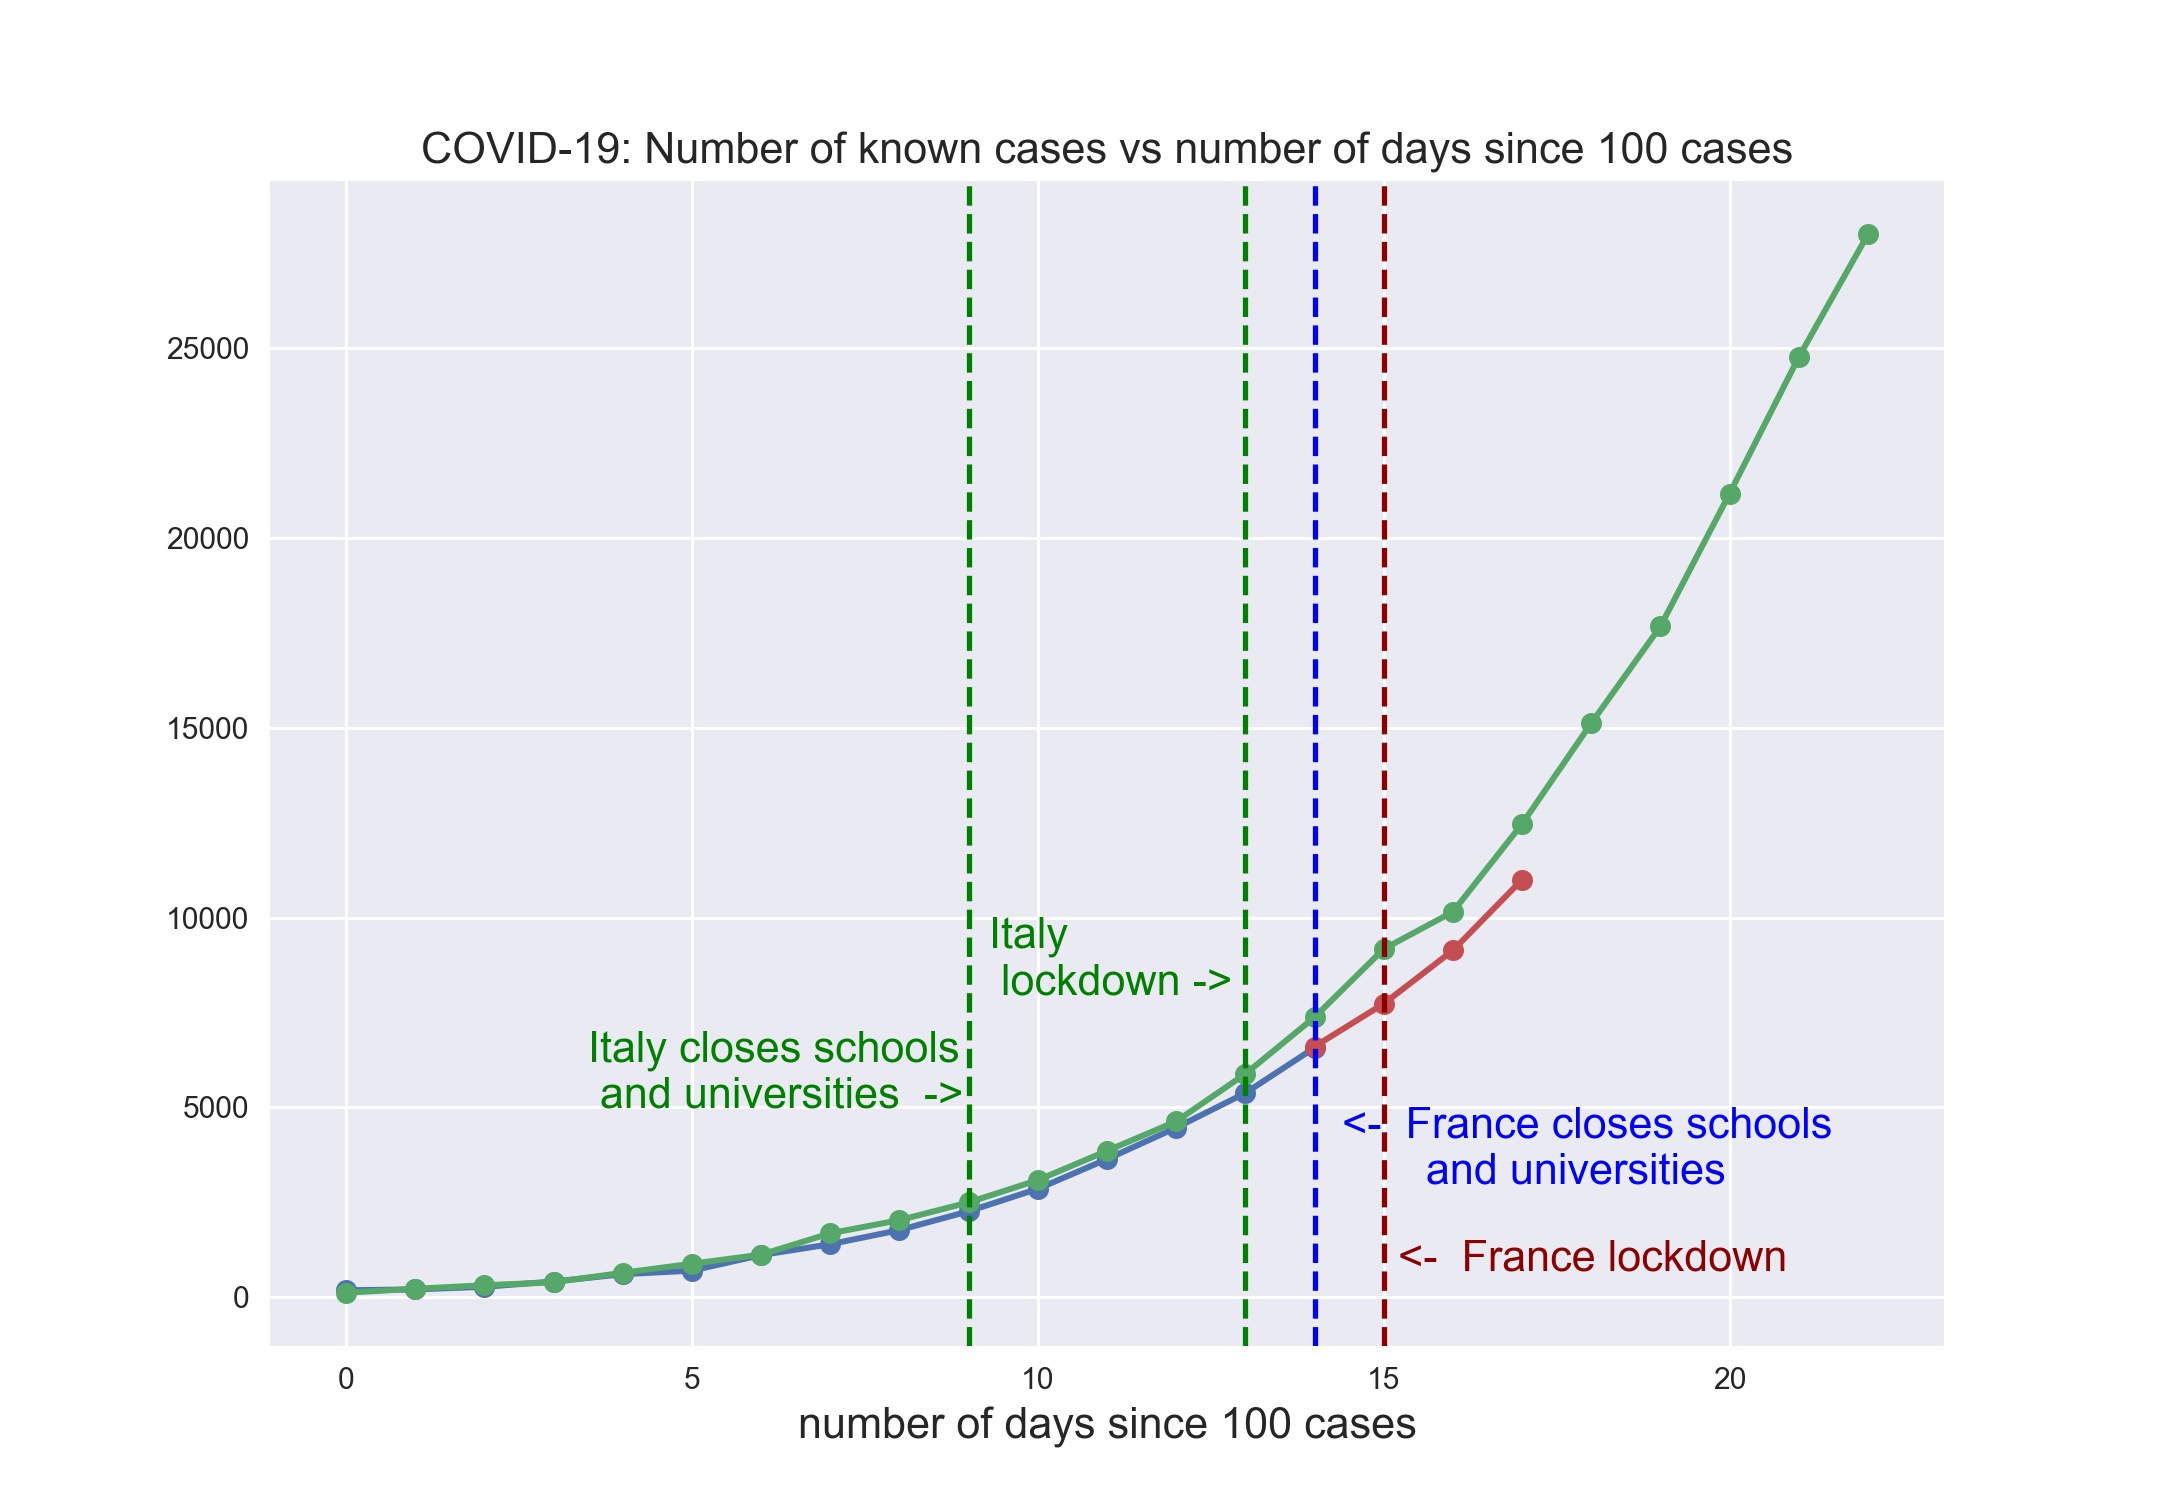 COVID-19: Number of known cases vs number of days since 100 cases
25000
20000
15000
10000
5000
0
Italy
lockdown ->
Italy closes schools
and universities ->
<- France closes schools
and universities
<- France lockdown
0 5 10 15 20
number of days since 100 cases